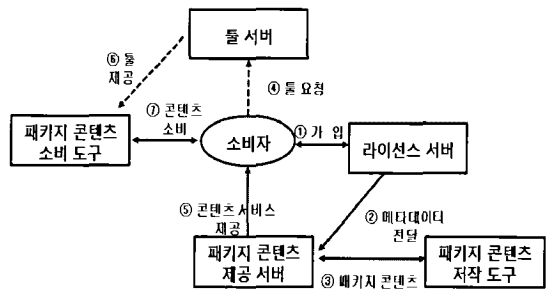 툴 서버
⑥ 툴
제공
④ 툴 요청
⑦ 콘텐츠
소비
패키지 콘텐츠
소비 도구
소비자
① 가 입
라이선스 서버
⑤ 콘텐츠 서비스
제공
② 메타데이터
전달
패키지 콘텐츠
제공 서버
패키지 콘텐츠
저작 도구
③ 패키지 콘텐츠